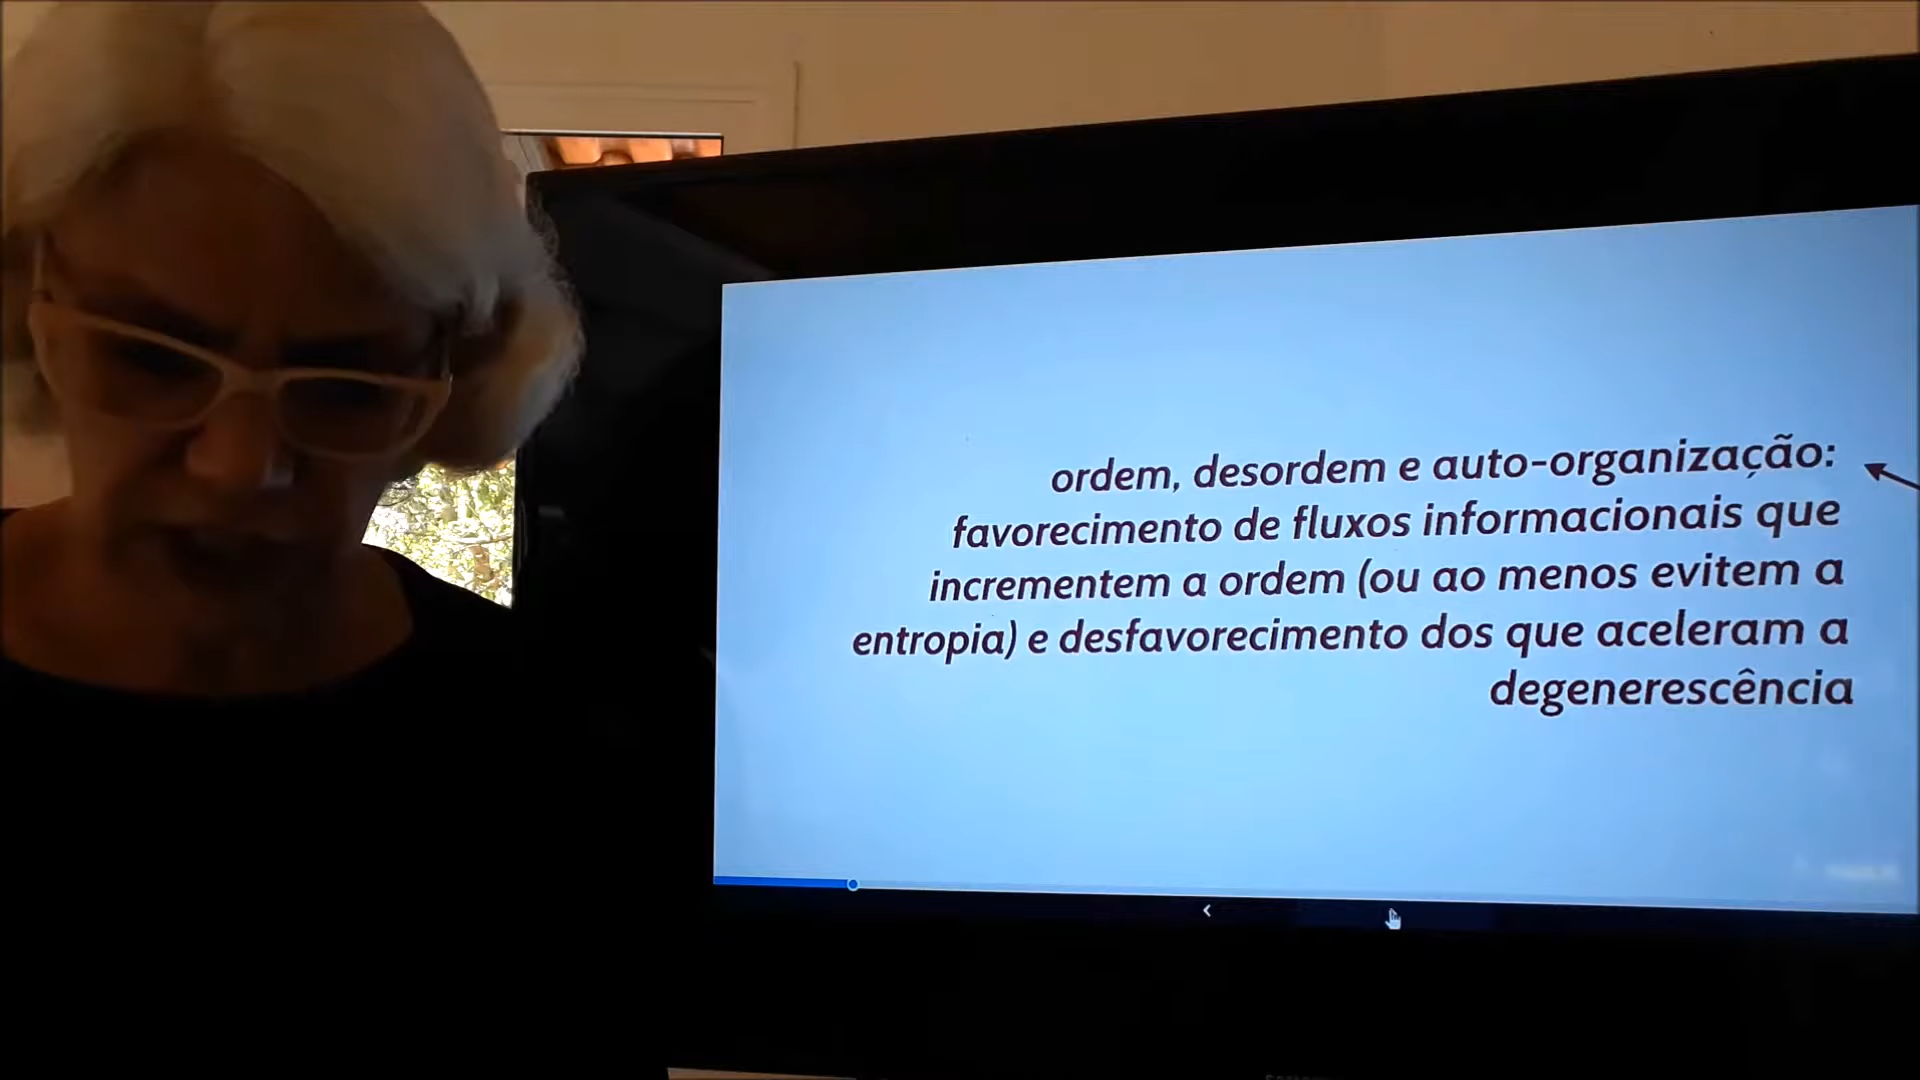 ordem, desordem e auto-organização:
favorecimento de fluxos informacionais que
incrementem a ordem (ou ao menos evitem a
entropia) e desfavorecimento dos que aceleram a
degenerescência